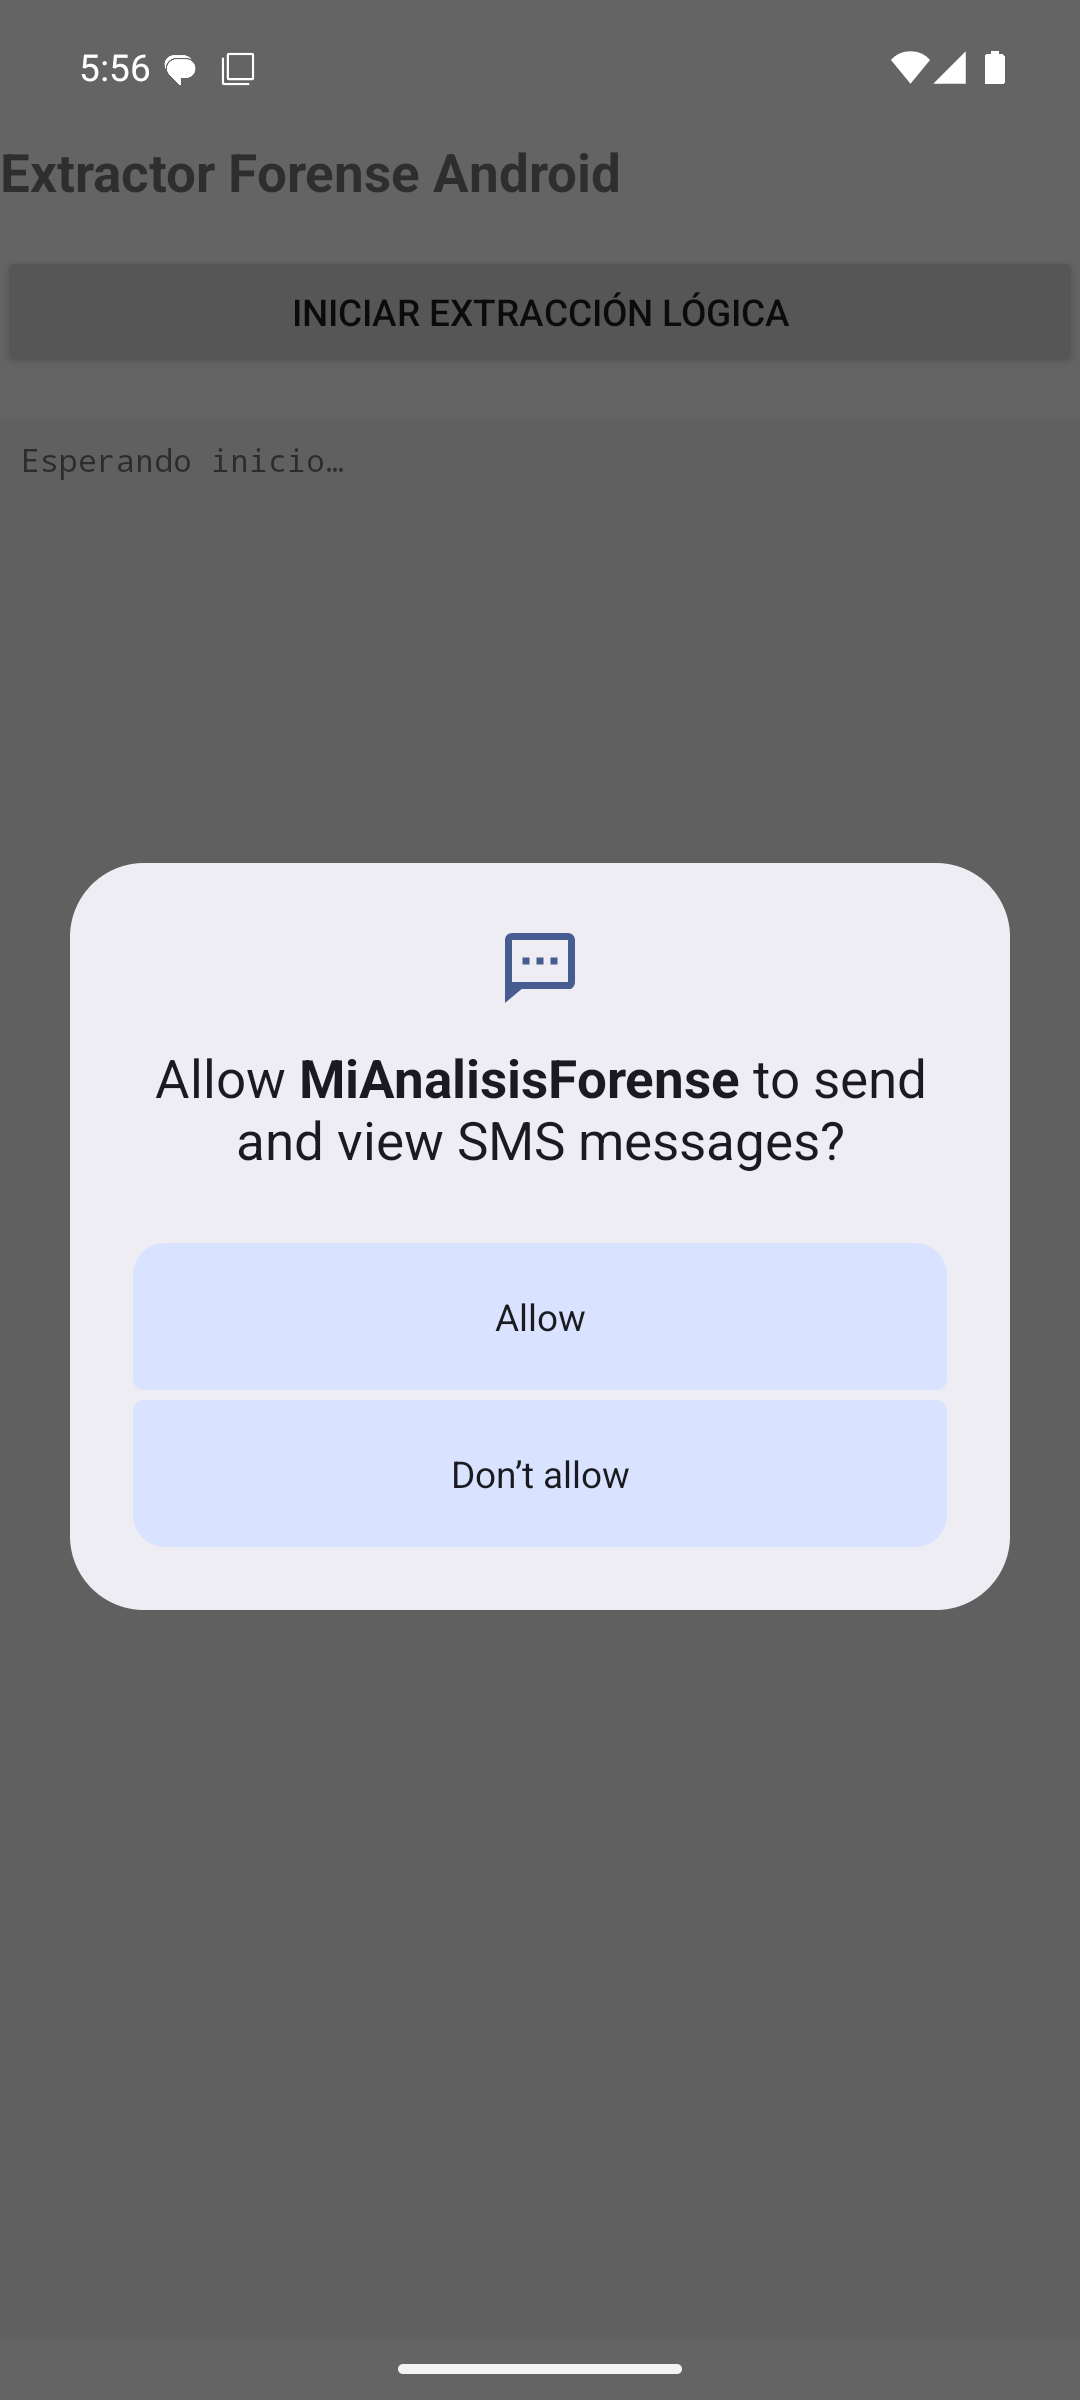 5:56
Extractor Forense Android
INICIAR EXTRACCIÓN LÓGICA
Esperando inicio…
Allow MiAnalisisForense to send
and view SMS messages?
Allow
Don’t allow